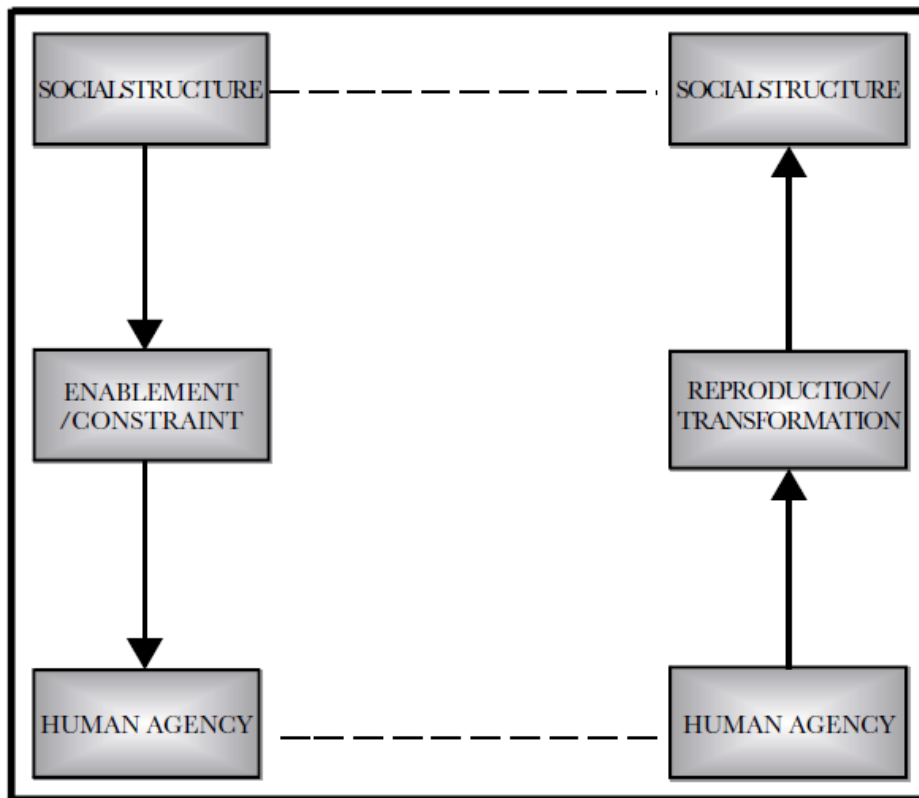 SOCIALSTRUCTURE
SOCIALSTRUCTURE
ENABLEMENT
/CONSTRAINT
REPRODUCTION/
TRANSFORMATION
HUMAN AGENCY
HUMAN AGENCY